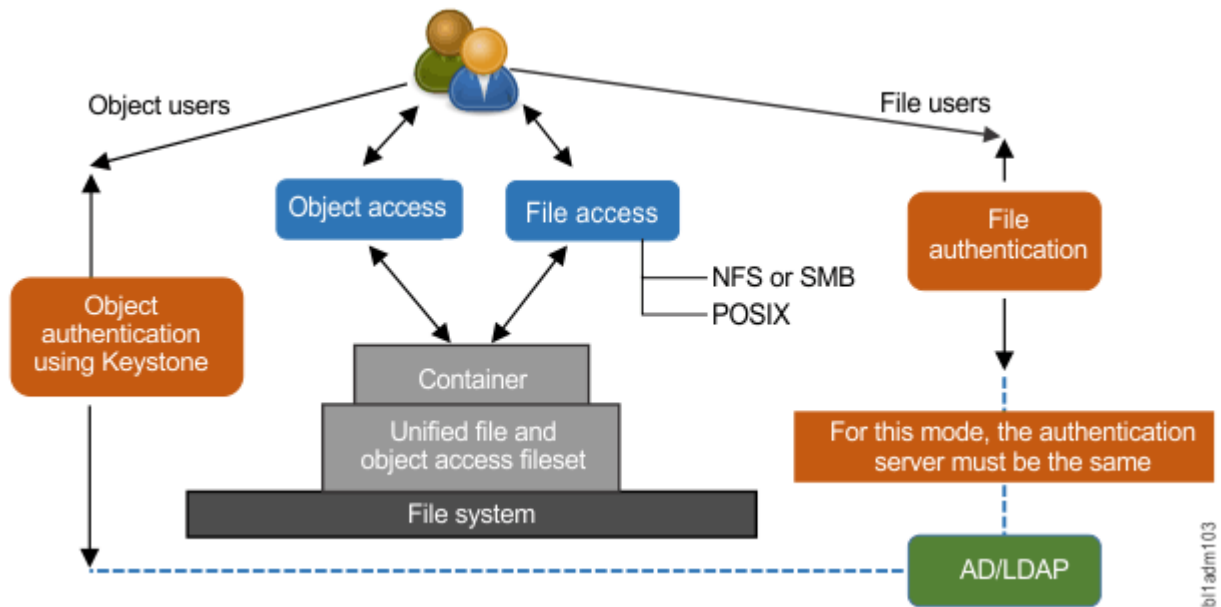 Object users
File users
Object access
File access
File
authentication
NFS or SMB
POSIX
Object
authentication
using Keystone
Container
Unified file and
object access fileset
File system
For this mode, the authentication
server must be the same
AD/LDAP
bl1adm103